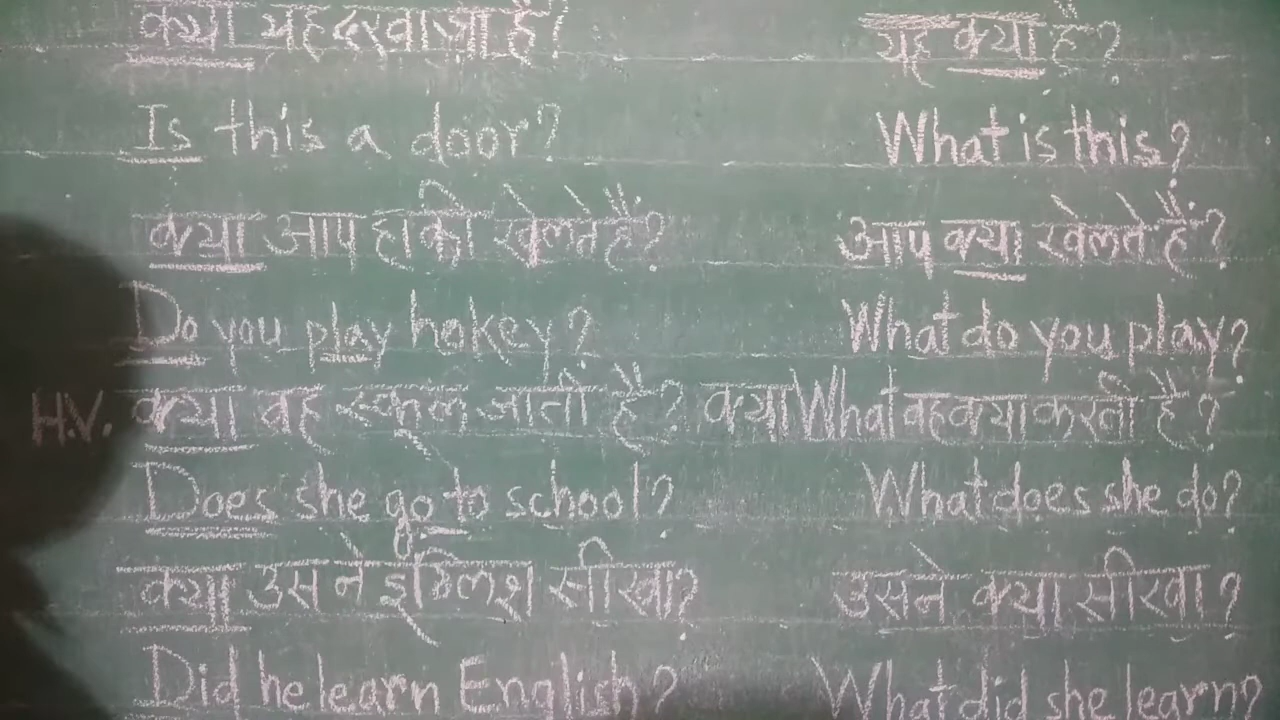 क्या यह दरवाजा है? यह क्या है?
Is this a door? What is this?
क्या आप हाकी खेलते हैं? आप क्या खेलते हैं?
Do you play hokey? What do you play?
H.V. क्या वह स्कूल जाती है? क्या What वह क्या करती है?
Does she go to school? What does she do?
क्या उसने इंग्लिश सीखा? उसने क्या सीखा?
Did he learn English? What did she learn?